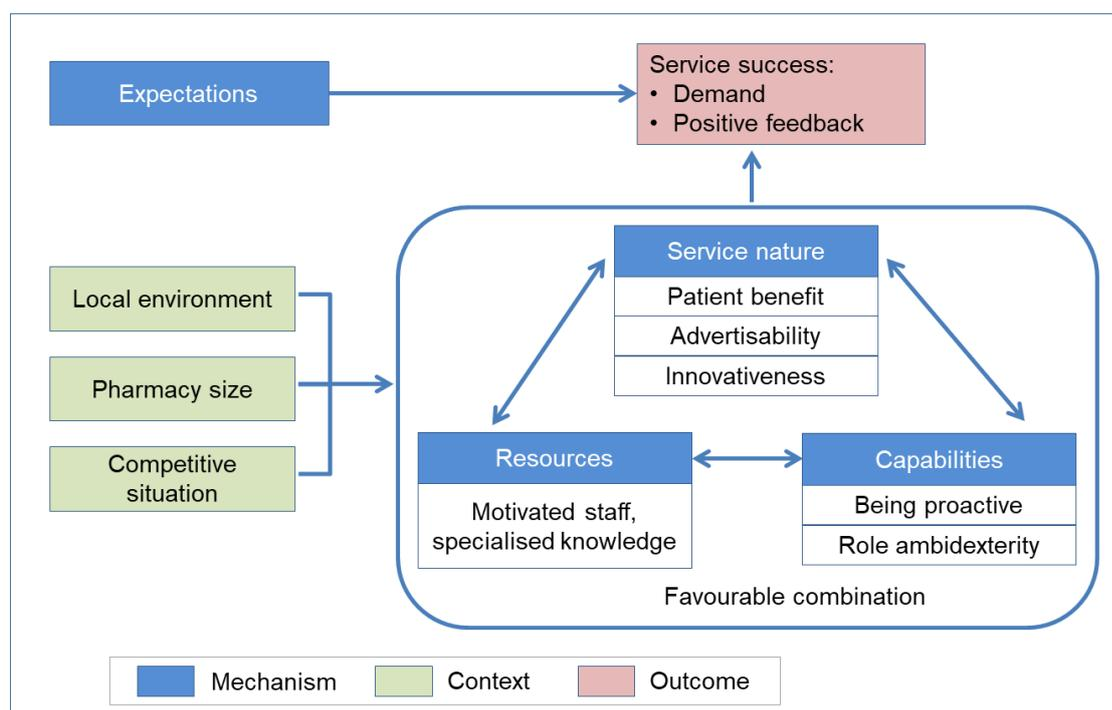 Expectations
Service success:
• Demand
• Positive feedback
Local environment
Pharmacy size
Competitive
situation
Service nature
Patient benefit
Advertisability
Innovativeness
Resources
Motivated staff,
specialised knowledge
Capabilities
Being proactive
Role ambidexterity
Favourable combination
Mechanism
Context
Outcome